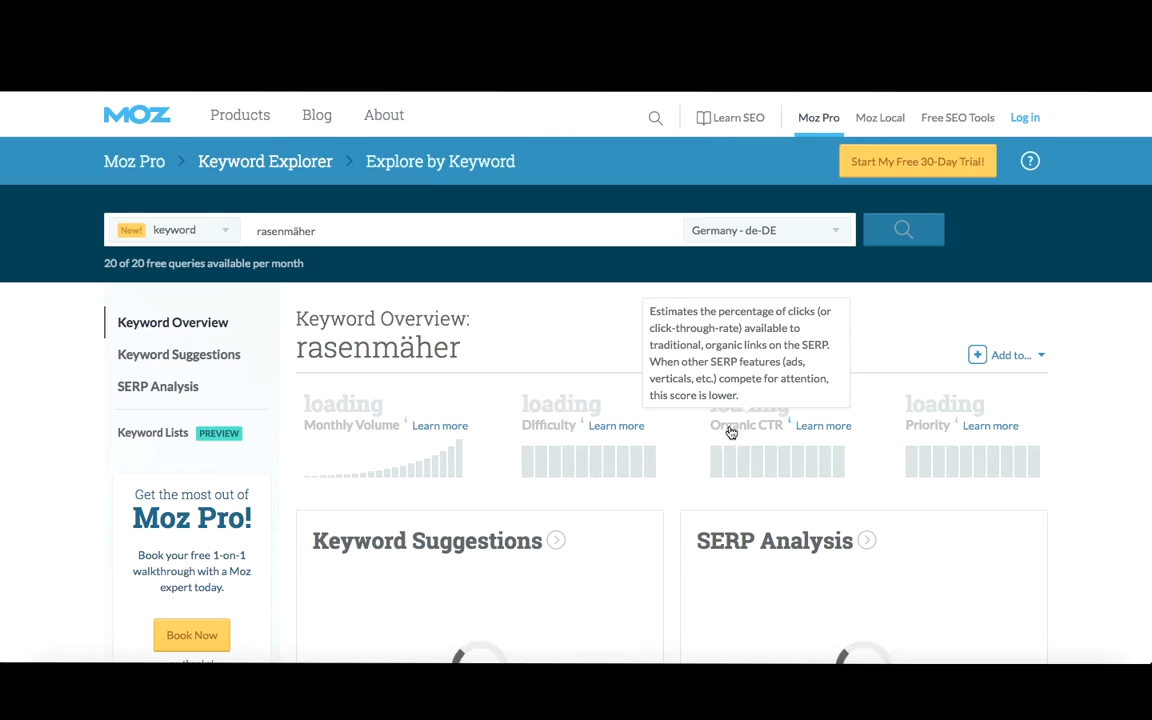 MOZ
Products Blog About
Learn SEO Moz Pro Moz Local Free SEO Tools Log in
Moz Pro > Keyword Explorer > Explore by Keyword
Start My Free 30-Day Trial!
?
New! keyword rasenmäher Germany - de-DE
20 of 20 free queries available per month
Keyword Overview
Keyword Suggestions
SERP Analysis
Keyword Lists PREVIEW
Get the most out of
Moz Pro!
Book your free 1-on-1
walkthrough with a Moz
expert today.
Book Now
Keyword Overview:
rasenmäher
Estimates the percentage of clicks (or
click-through-rate) available to
traditional, organic links on the SERP.
When other SERP features (ads,
verticals, etc.) compete for attention,
this score is lower.
Add to...
loading
Monthly Volume i Learn more
loading
Difficulty i Learn more
loading
Organic CTR i Learn more
loading
Priority i Learn more
Keyword Suggestions
SERP Analysis